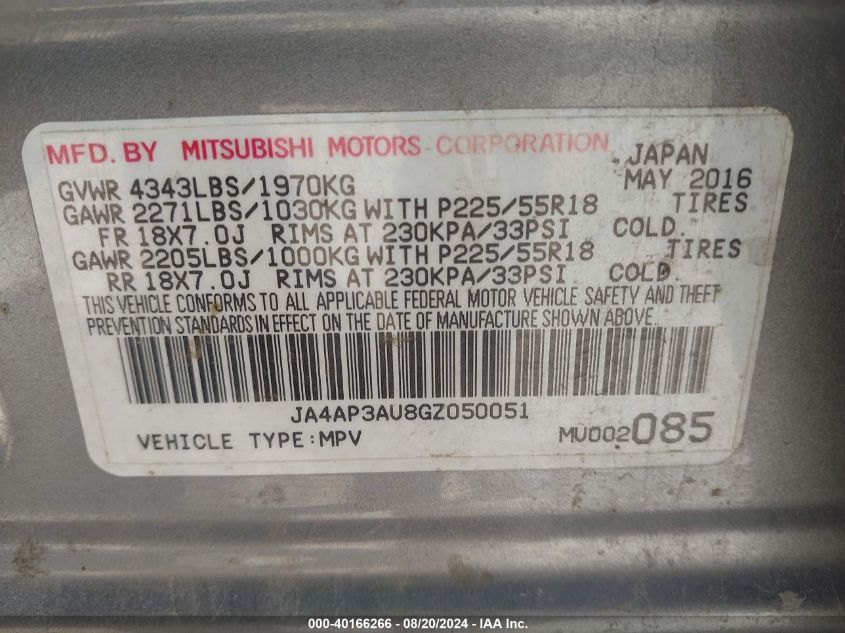 MFD. BY MITSUBISHI MOTORS CORPORATION JAPAN
GVWR 4343LBS/1970KG MAY 2016
GAWR 2271LBS/1030KG WITH P225/55R18 TIRES
FR 18X7.0J RIMS AT 230KPA/33PSI COLD.
GAWR 2205LBS/1000KG WITH P225/55R18 TIRES
RR 18X7.0J RIMS AT 230KPA/33PSI COLD.
THIS VEHICLE CONFORMS TO ALL APPLICABLE FEDERAL MOTOR VEHICLE SAFETY AND THEFT
PREVENTION STANDARDS IN EFFECT ON THE DATE OF MANUFACTURE SHOWN ABOVE.
JA4AP3AU8GZ050051
VEHICLE TYPE:MPV MU002085
000-40166266 - 08/20/2024 - IAA Inc.